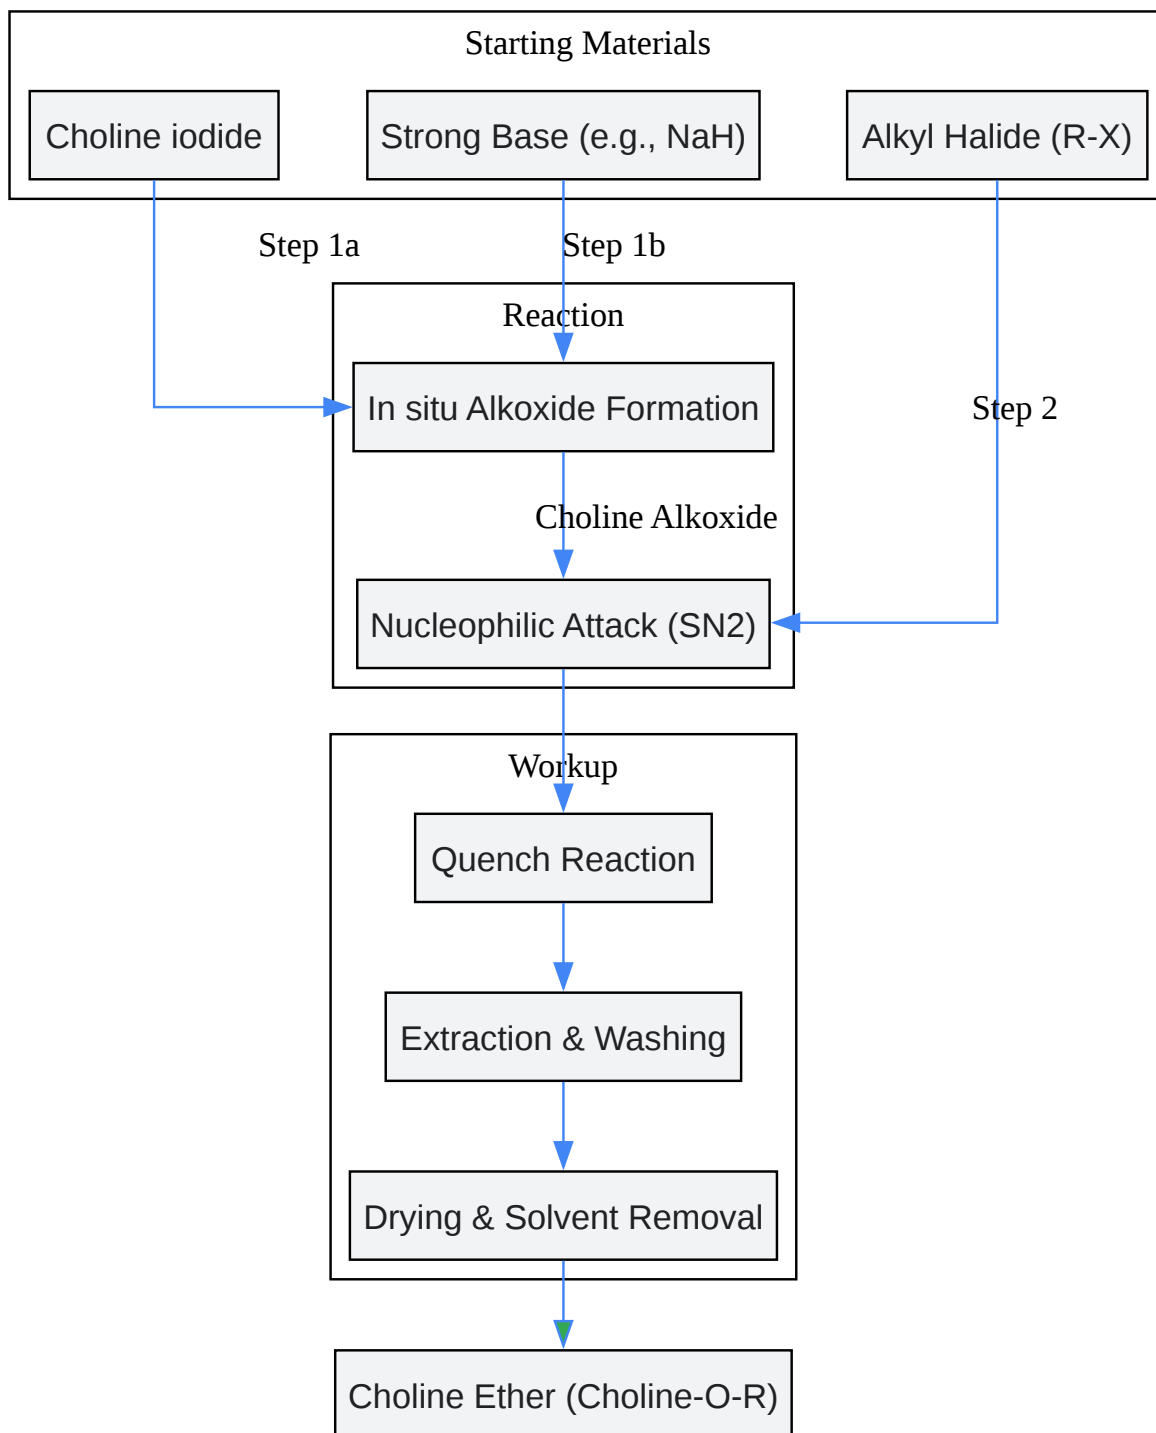 Starting Materials
Choline iodide
Strong Base (e.g., NaH)
Alkyl Halide (R-X)
Step 1a
Step 1b
Reaction
In situ Alkoxide Formation
Step 2
Choline Alkoxide
Nucleophilic Attack (SN2)
Workup
Quench Reaction
Extraction & Washing
Drying & Solvent Removal
Choline Ether (Choline-O-R)